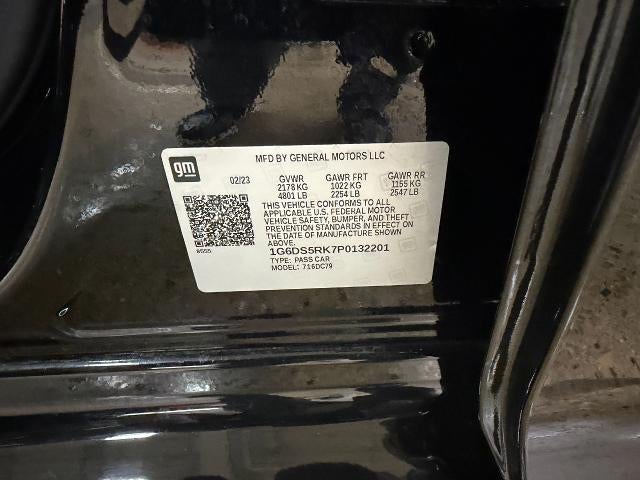 gm
MFD BY GENERAL MOTORS LLC
02/23 GVWR GAWR FRT GAWR RR
2178 KG 1022 KG 1155 KG
4801 LB 2254 LB 2547 LB
THIS VEHICLE CONFORMS TO ALL
APPLICABLE U.S. FEDERAL MOTOR
VEHICLE SAFETY, BUMPER, AND THEFT
PREVENTION STANDARDS IN EFFECT ON
THE DATE OF MANUFACTURE SHOWN
ABOVE.
1G6DS5RK7P0132201
TYPE: PASS CAR
MODEL: 716DC79